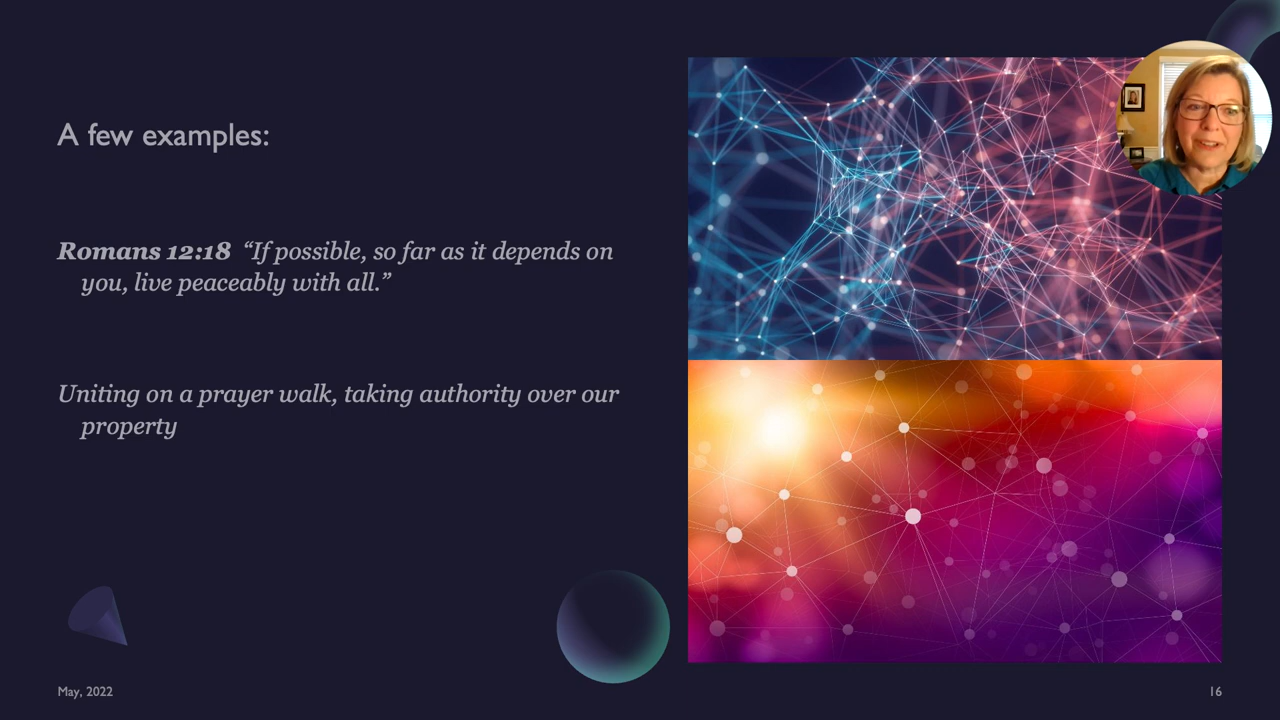 A few examples:
Romans 12:18 “If possible, so far as it depends on
you, live peaceably with all.”
Uniting on a prayer walk, taking authority over our
property
May, 2022
16